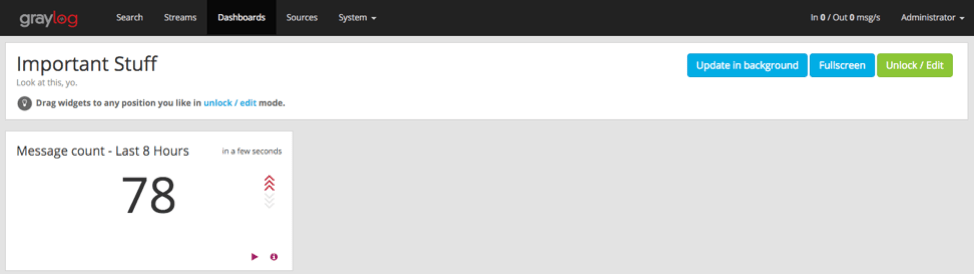 graylog Search Streams Dashboards Sources System In 0 / Out 0 msg/s Administrator
Important Stuff Update in background Fullscreen Unlock / Edit
Look at this, yo.
Drag widgets to any position you like in unlock / edit mode.
Message count - Last 8 Hours in a few seconds
78